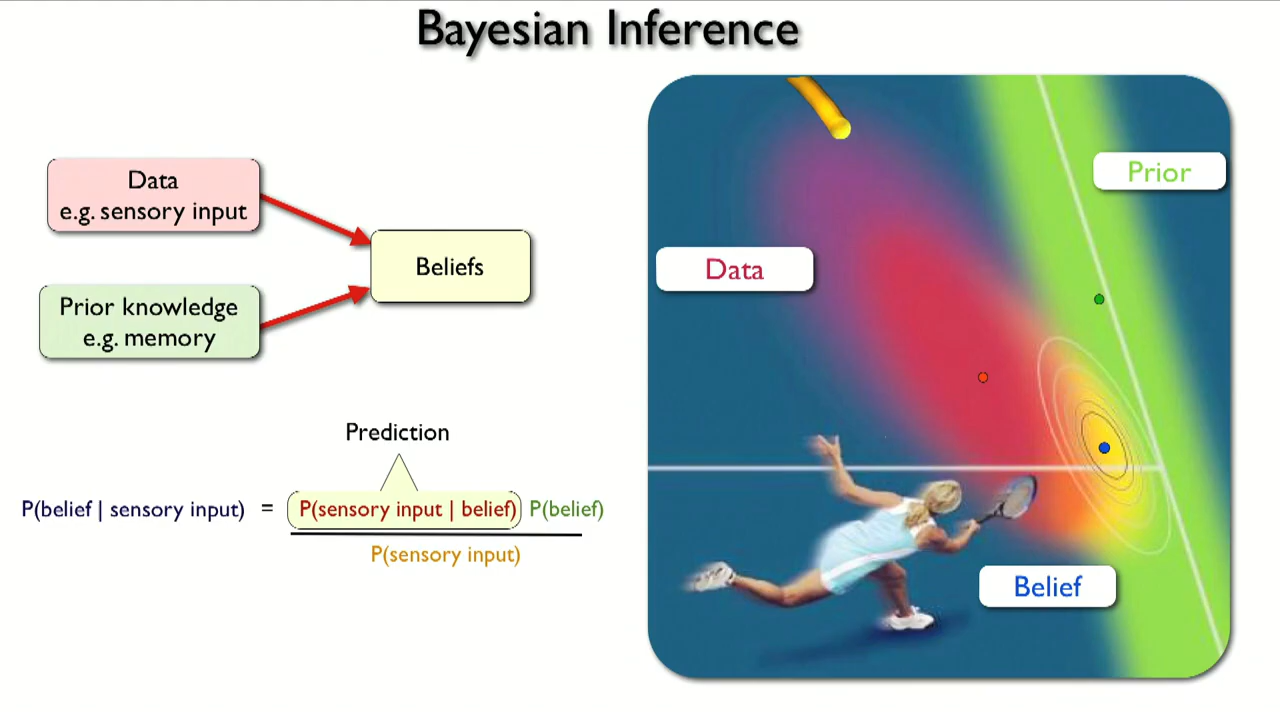 Bayesian Inference
Data
e.g. sensory input
Prior knowledge
e.g. memory
Beliefs
Prediction
P(belief | sensory input) = P(sensory input | belief) P(belief)
P(sensory input)
Prior
Data
Belief